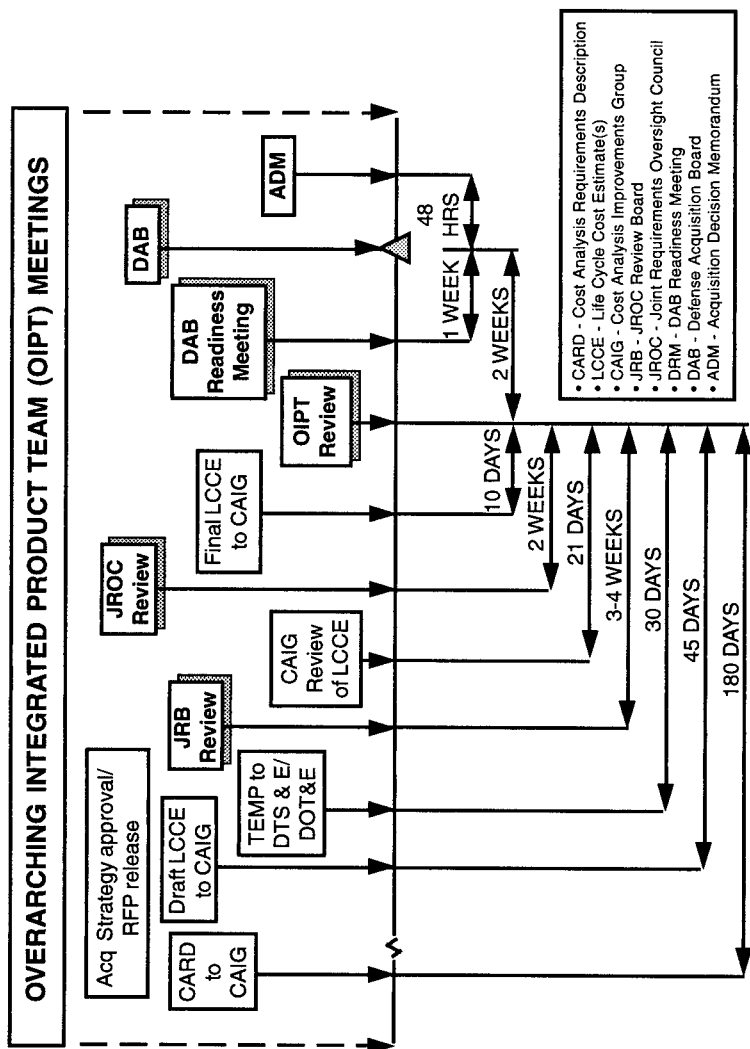 OVERARCHING INTEGRATED PRODUCT TEAM (OIPT) MEETINGS
Acq Strategy approval/
RFP release
CARD
to
CAIG
Draft LCCE
to CAIG
TEMP to
DTS & E/
DOT&E
JRB
Review
CAIG
Review
of LCCE
JROC
Review
Final LCCE
to CAIG
OIPT
Review
DAB
Readiness
Meeting
DAB
ADM
48
HRS
1 WEEK
2 WEEKS
10 DAYS
2 WEEKS
21 DAYS
3-4 WEEKS
30 DAYS
45 DAYS
180 DAYS
• CARD - Cost Analysis Requirements Description
• LCCE - Life Cycle Cost Estimate(s)
• CAIG - Cost Analysis Improvements Group
• JRB - JROC Review Board
• JROC - Joint Requirements Oversight Council
• DRM - DAB Readiness Meeting
• DAB - Defense Acquisition Board
• ADM - Acquisition Decision Memorandum